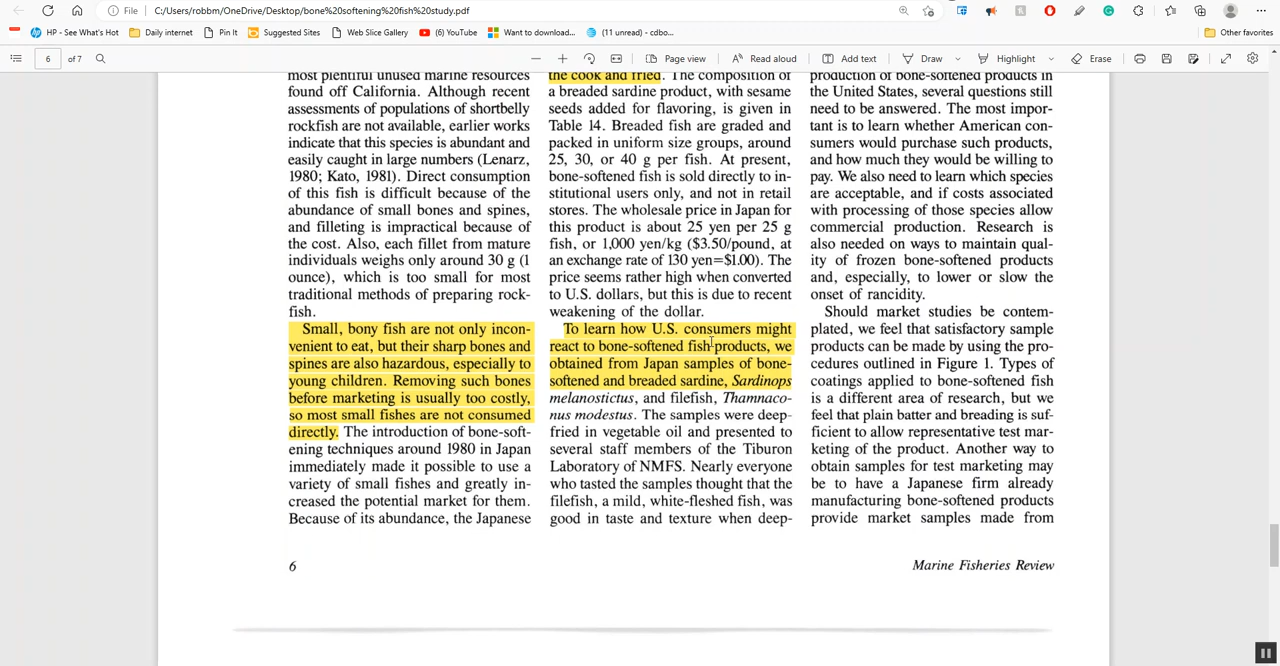 File C:/Users/robbm/OneDrive/Desktop/bone%20softening%20fish%20study.pdf
HP - See What's Hot Daily internet Pin It Suggested Sites Web Slice Gallery (6) YouTube Want to download... (11 unread) - cdbo... Other favorites
6 of 7 Page view Read aloud Add text Draw Highlight Erase
most plentiful unused marine resources
found off California. Although recent
assessments of populations of shortbelly
rockfish are not available, earlier works
indicate that this species is abundant and
easily caught in large numbers (Lenarz,
1980; Kato, 1981). Direct consumption
of this fish is difficult because of the
abundance of small bones and spines,
and filleting is impractical because of
the cost. Also, each fillet from mature
individuals weighs only around 30 g (1
ounce), which is too small for most
traditional methods of preparing rock-
fish.
Small, bony fish are not only incon-
venient to eat, but their sharp bones and
spines are also hazardous, especially to
young children. Removing such bones
before marketing is usually too costly,
so most small fishes are not consumed
directly. The introduction of bone-soft-
ening techniques around 1980 in Japan
immediately made it possible to use a
variety of small fishes and greatly in-
creased the potential market for them.
Because of its abundance, the Japanese
the cook and fried. The composition of
a breaded sardine product, with sesame
seeds added for flavoring, is given in
Table 14. Breaded fish are graded and
packed in uniform size groups, around
25, 30, or 40 g per fish. At present,
bone-softened fish is sold directly to in-
stitutional users only, and not in retail
stores. The wholesale price in Japan for
this product is about 25 yen per 25 g
fish, or 1,000 yen/kg ($3.50/pound, at
an exchange rate of 130 yen=$1.00). The
price seems rather high when converted
to U.S. dollars, but this is due to recent
weakening of the dollar.
To learn how U.S. consumers might
react to bone-softened fish products, we
obtained from Japan samples of bone-
softened and breaded sardine, Sardinops
melanostictus, and filefish, Thamnaco-
nus modestus. The samples were deep-
fried in vegetable oil and presented to
several staff members of the Tiburon
Laboratory of NMFS. Nearly everyone
who tasted the samples thought that the
filefish, a mild, white-fleshed fish, was
good in taste and texture when deep-
production of bone-softened products in
the United States, several questions still
need to be answered. The most impor-
tant is to learn whether American con-
sumers would purchase such products,
and how much they would be willing to
pay. We also need to learn which species
are acceptable, and if costs associated
with processing of those species allow
commercial production. Research is
also needed on ways to maintain qual-
ity of frozen bone-softened products
and, especially, to lower or slow the
onset of rancidity.
Should market studies be contem-
plated, we feel that satisfactory sample
products can be made by using the pro-
cedures outlined in Figure 1. Types of
coatings applied to bone-softened fish
is a different area of research, but we
feel that plain batter and breading is suf-
ficient to allow representative test mar-
keting of the product. Another way to
obtain samples for test marketing may
be to have a Japanese firm already
manufacturing bone-softened products
provide market samples made from
6
Marine Fisheries Review